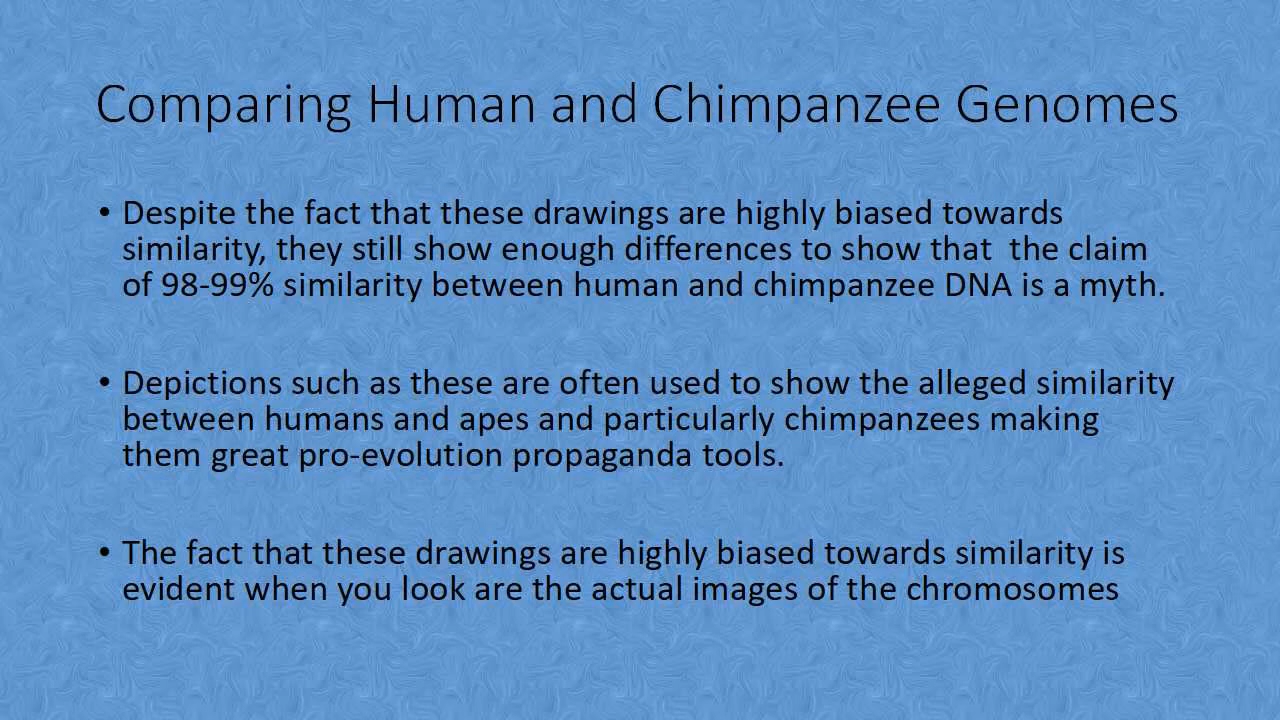 Comparing Human and Chimpanzee Genomes
• Despite the fact that these drawings are highly biased towards
similarity, they still show enough differences to show that  the claim
of 98-99% similarity between human and chimpanzee DNA is a myth.
• Depictions such as these are often used to show the alleged similarity
between humans and apes and particularly chimpanzees making
them great pro-evolution propaganda tools.
• The fact that these drawings are highly biased towards similarity is
evident when you look are the actual images of the chromosomes